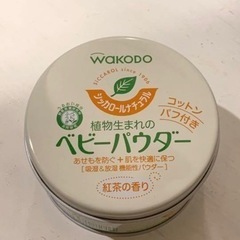 wakODO
シッカロールナチュラル
SICCAROL SINCE 1906
コットン
パフ付き
植物生まれの
ベビーパウダー
あせもを防ぐ+肌を快適に保つ
[吸湿&放湿 機能性パウダー]
紅茶の香り